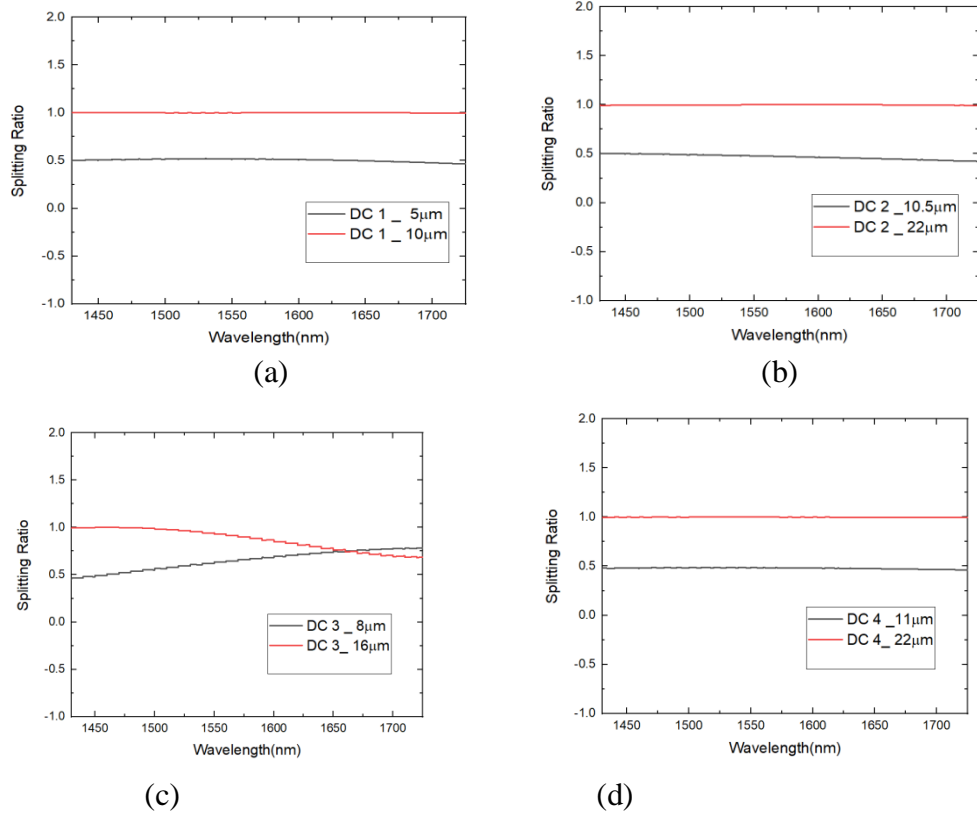 2.0
1.5
1.0
0.5
0.0
-0.5
-1.0
Splitting Ratio
DC 1 _ 5μm
DC 1 _ 10μm
1450 1500 1550 1600 1650 1700
Wavelength(nm)
(a)
2.0
1.5
1.0
0.5
0.0
-0.5
-1.0
Splitting Ratio
DC 2 _10.5μm
DC 2 _ 22μm
1450 1500 1550 1600 1650 1700
Wavelength(nm)
(b)
2.0
1.5
1.0
0.5
0.0
-0.5
-1.0
Splitting Ratio
DC 3 _ 8μm
DC 3_ 16μm
1450 1500 1550 1600 1650 1700
Wavelength(nm)
(c)
2.0
1.5
1.0
0.5
0.0
-0.5
-1.0
Splitting Ratio
DC 4 _11μm
DC 4_ 22μm
1450 1500 1550 1600 1650 1700
Wavelength(nm)
(d)